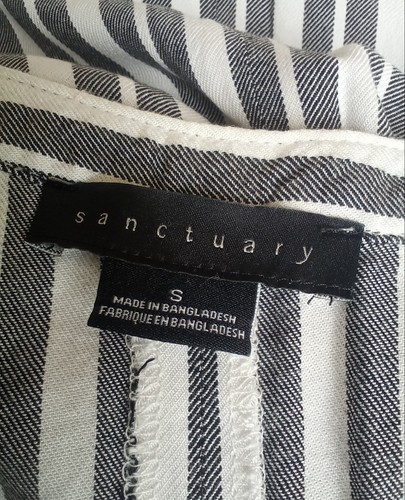 sanctuary
S
MADE IN BANGLADESH
FABRIQUE EN BANGLADESH